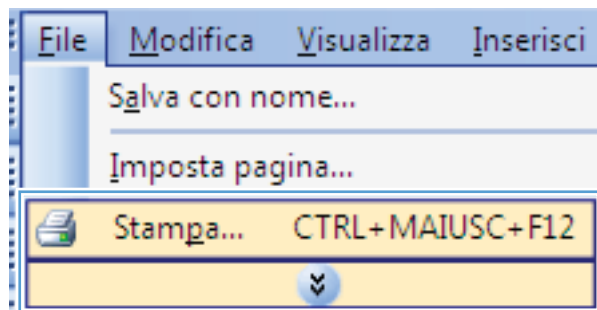 File Modifica Visualizza Inserisci
Salva con nome...
Imposta pagina...
Stampa... CTRL+MAIUSC+F12